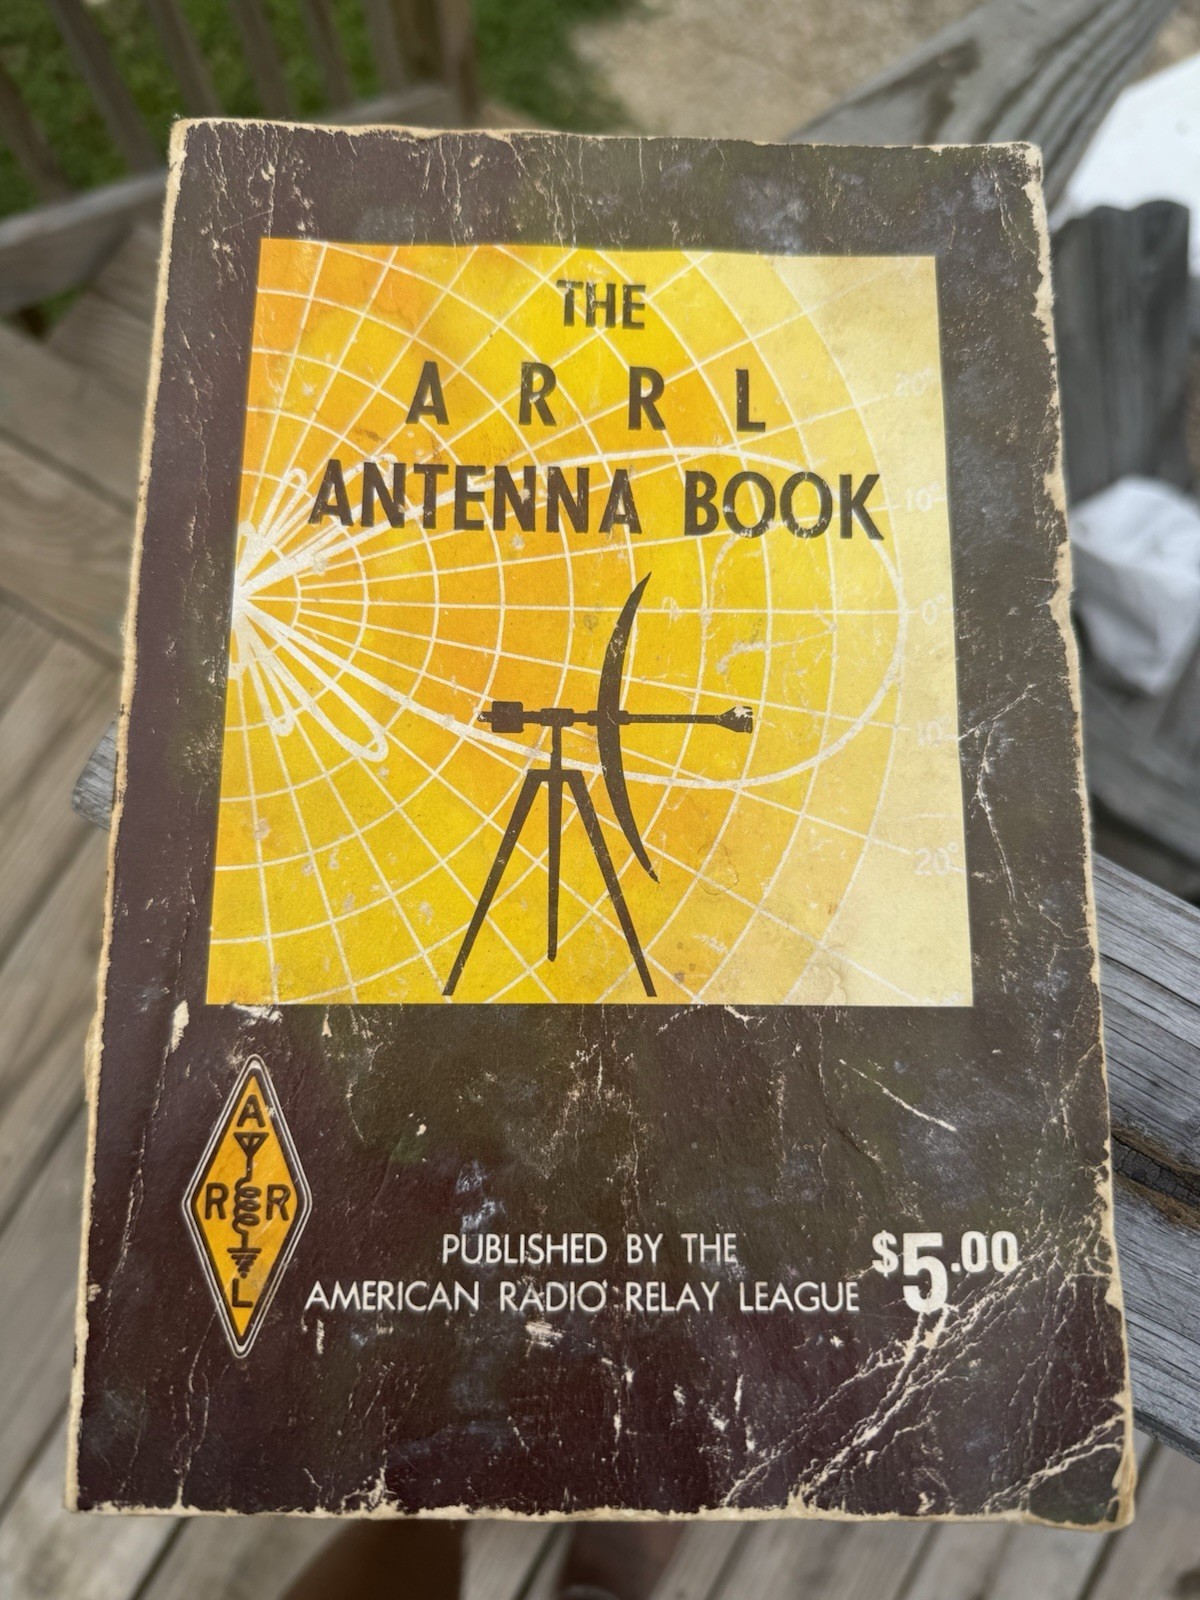 THE
A R R L
ANTENNA BOOK
20°
10°
0°
10°
20°
A
R R
L
PUBLISHED BY THE
AMERICAN RADIO RELAY LEAGUE
$5.00